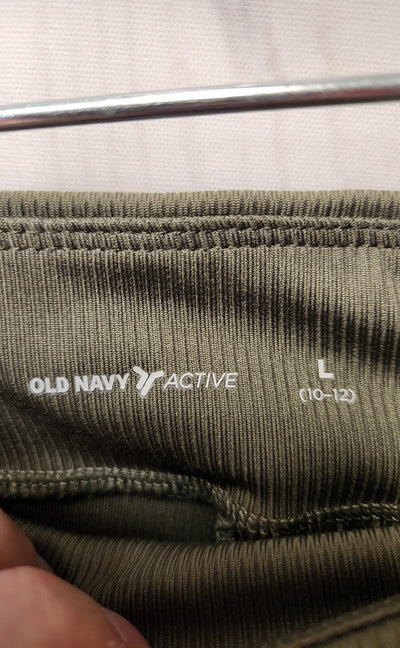 OLD NAVY ACTIVE
L
(10-12)